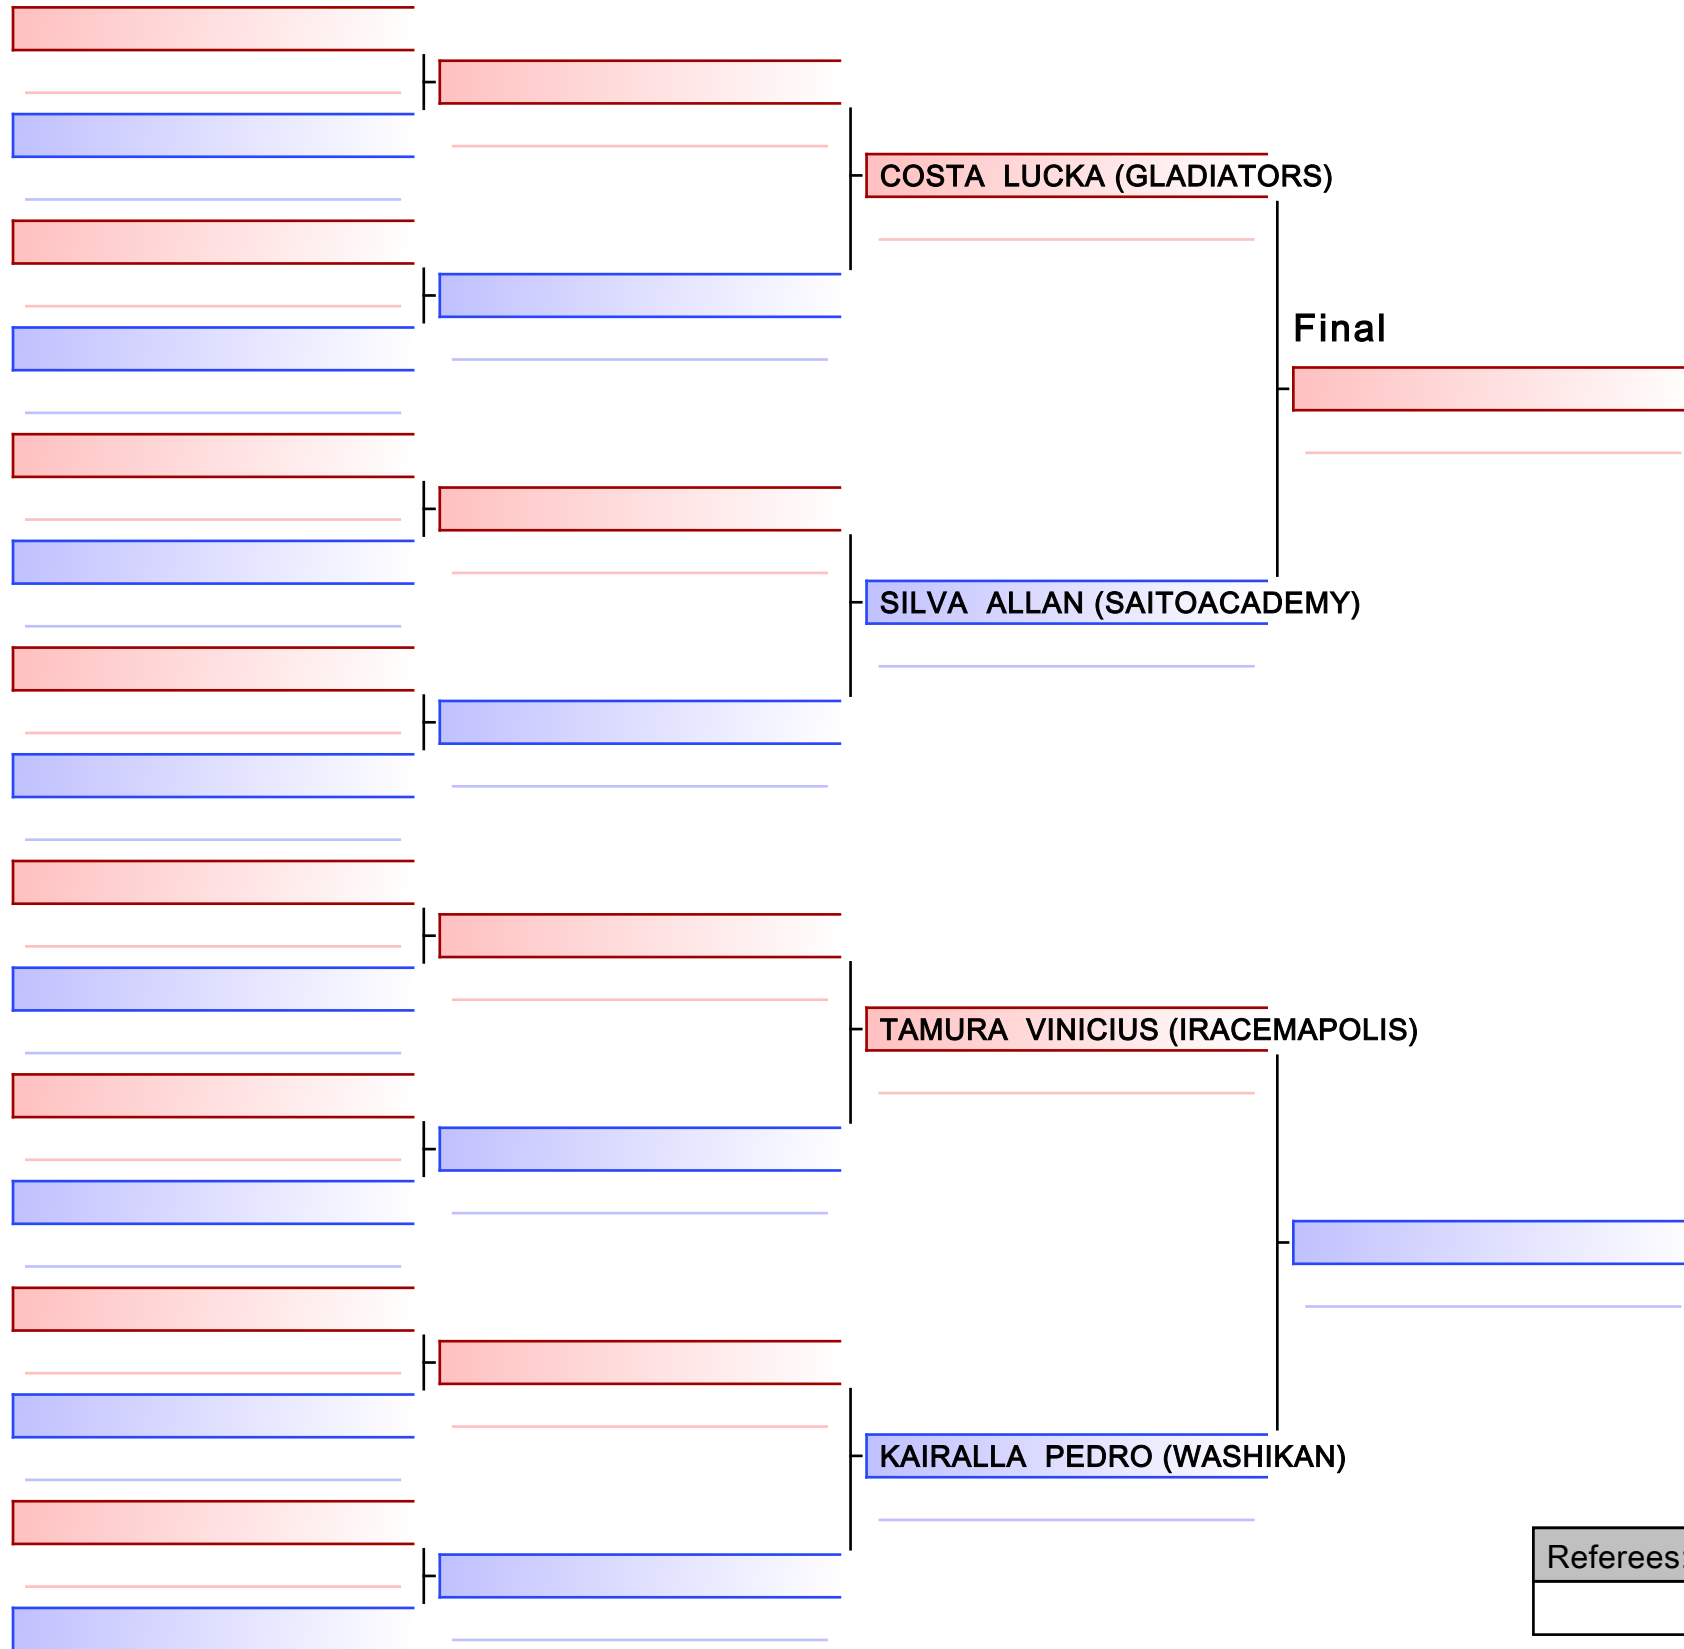 COSTA  LUCKA (GLADIATORS)
Final
SILVA  ALLAN (SAITOACADEMY)
TAMURA  VINICIUS (IRACEMAPOLIS)
KAIRALLA  PEDRO (WASHIKAN)
Referees: